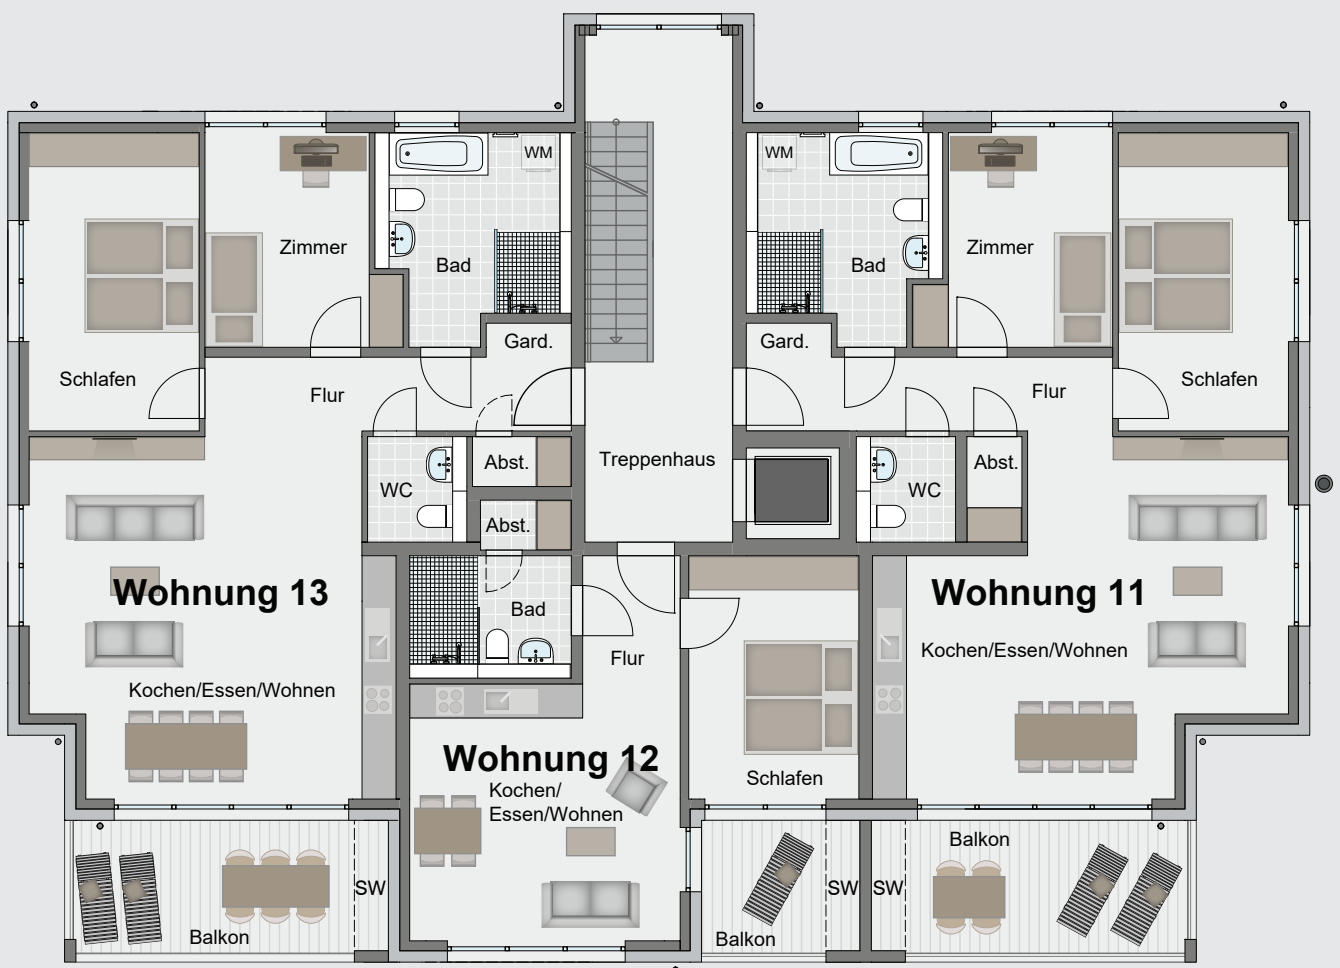 WM
WM
Zimmer
Bad
Bad
Zimmer
Gard.
Gard.
Schlafen
Flur
Flur
Schlafen
Treppenhaus
Abst.
Abst.
WC
WC
Abst.
Wohnung 13
Bad
Wohnung 11
Flur
Kochen/Essen/Wohnen
Kochen/Essen/Wohnen
Wohnung 12
Schlafen
Kochen/
Essen/Wohnen
Balkon
SW
SW
SW
Balkon
Balkon